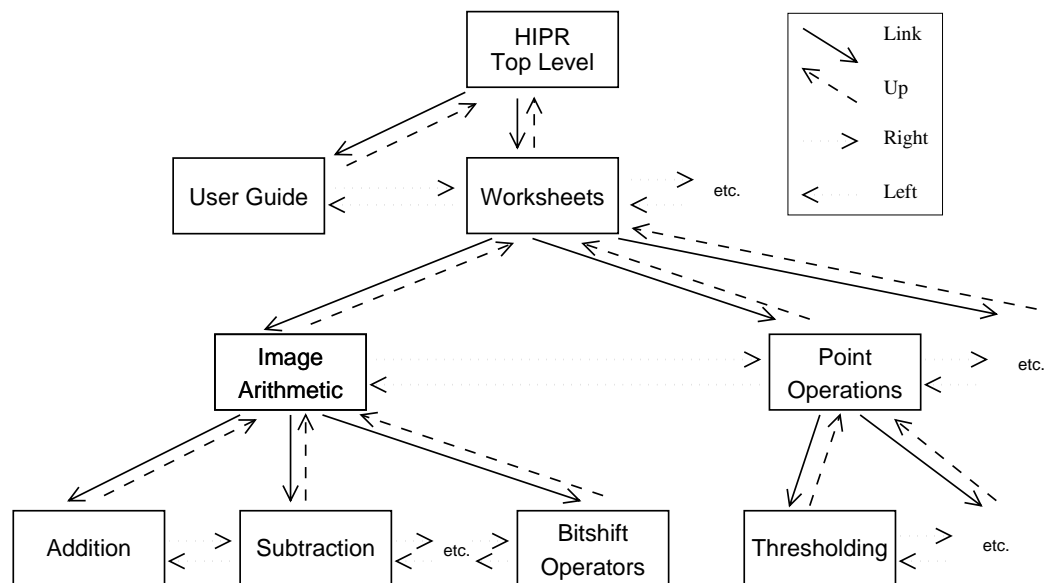 HIPR
Top Level
Link
Up
Right
Left
User Guide
Worksheets
etc.
Image
Arithmetic
Point
Operations
etc.
Addition
Subtraction
etc.
Bitshift
Operators
Thresholding
etc.